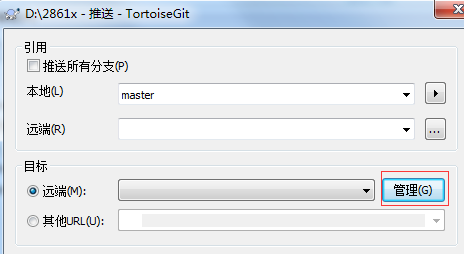 D:\2861x - 推送 - TortoiseGit
引用
推送所有分支(P)
本地(L)
master
远端(R)
...
目标
远端(M):
管理(G)
其他URL(U):